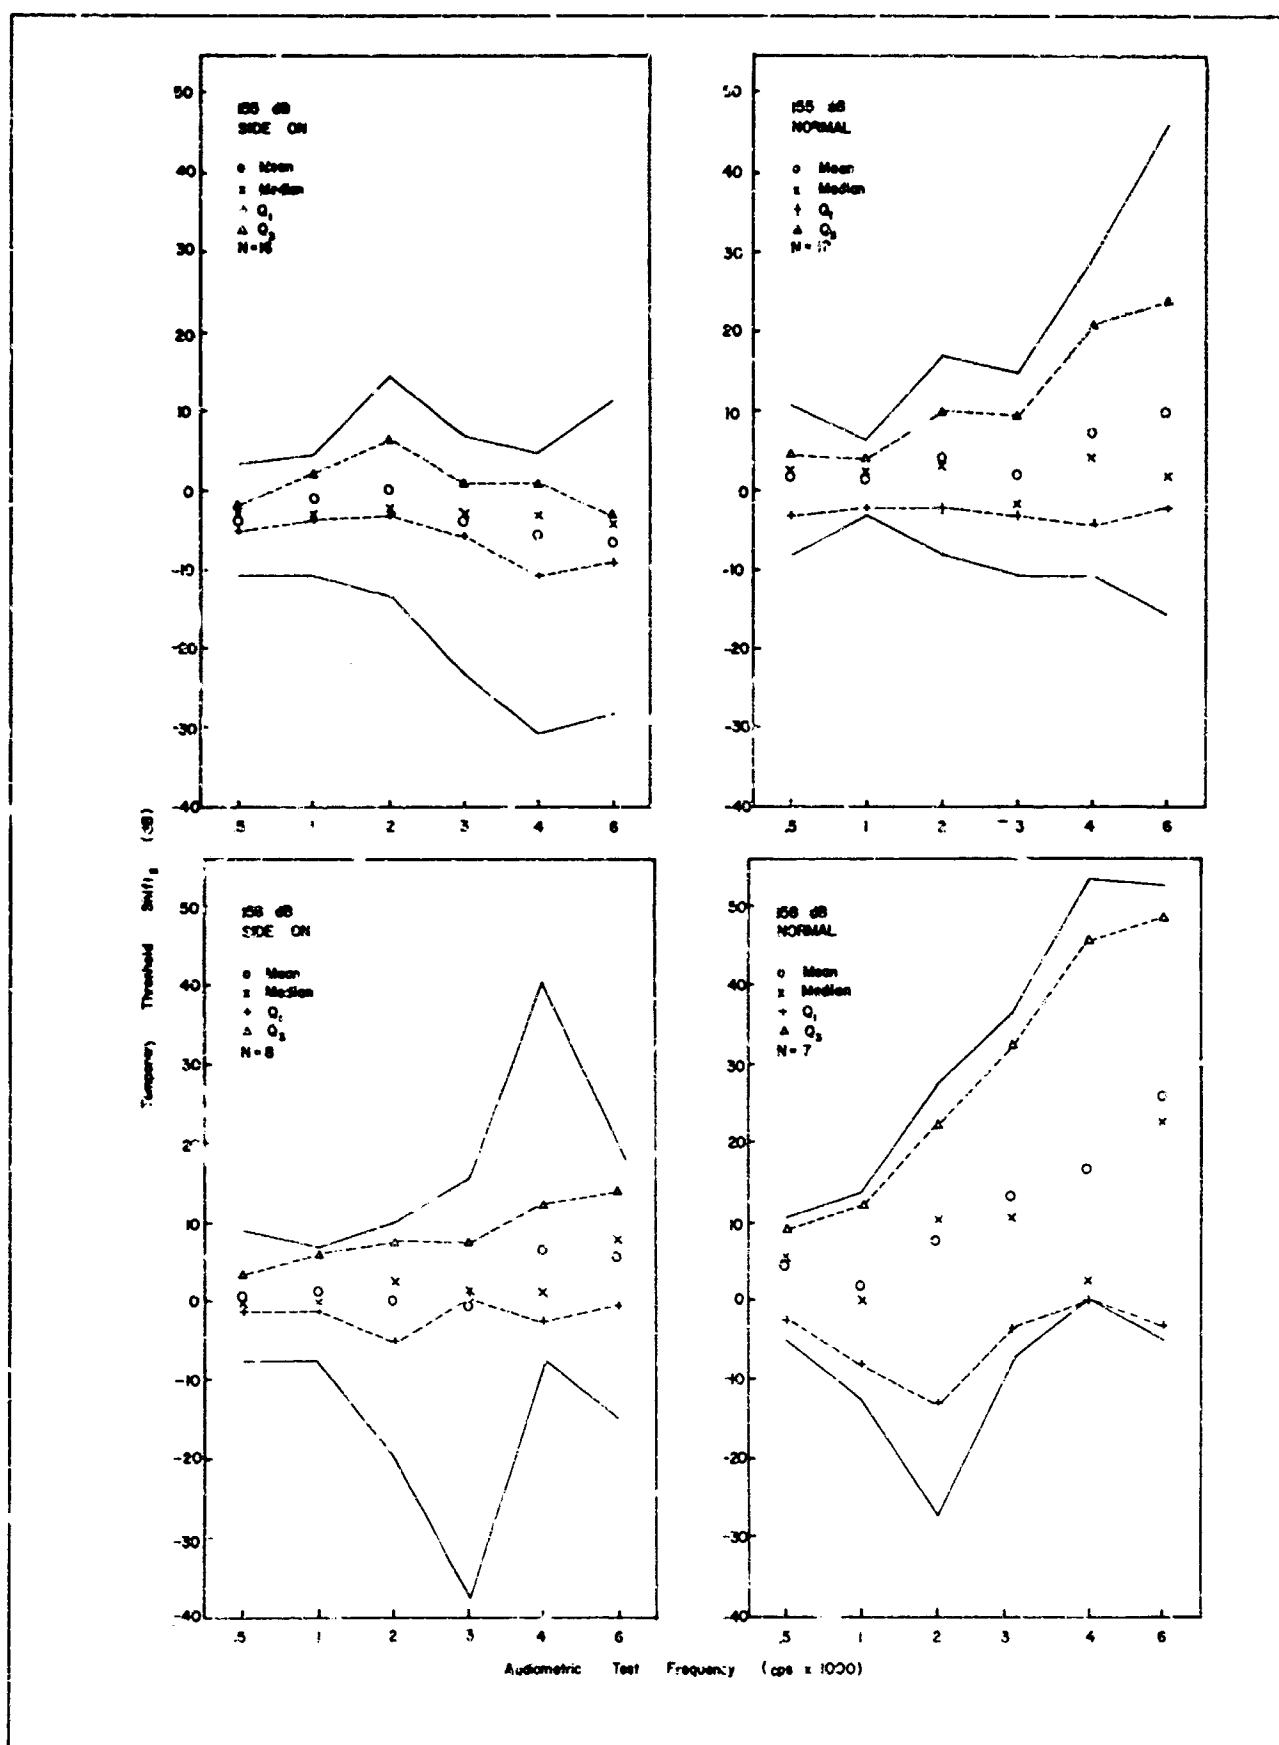 50
40
30
20
10
0
-10
-20
-30
-40
.5 1 2 3 4 6
155 dB
SIDE ON
o Mean
x Median
Q₁
△ Q₃
50
40
30
20
10
0
-10
-20
-30
-40
.5 1 2 3 4 6
155 dB
NORMAL
o Mean
x Median
+ Q₁
△ Q₃
Temporary Threshold Shift₂ (dB)
50
40
30
20
10
0
-10
-20
-30
-40
.5 1 2 3 4 6
dB
SIDE ON
o Mean
x Median
+ Q₁
△ Q₃
N = 8
50
40
30
20
10
0
-10
-20
-30
-40
.5 1 2 3 4 6
dB
NORMAL
o Mean
x Median
+ Q₁
△ Q₃
N = 7
Audiometric Test Frequency (cps x 1000)